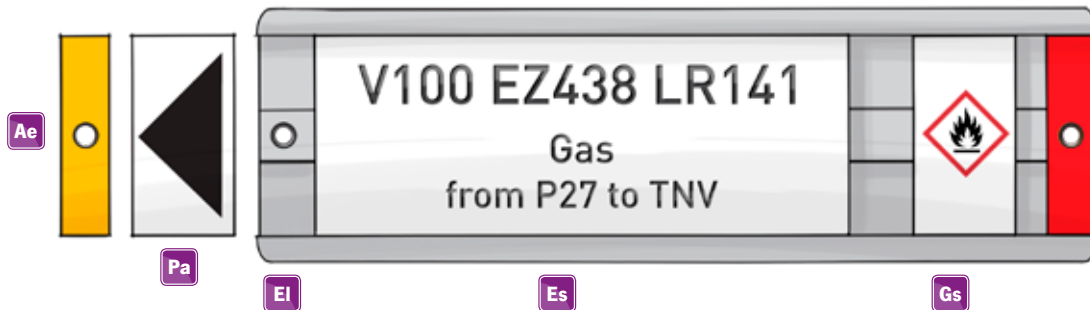 V100 EZ438 LR141
Gas
from P27 to TNV
Ae
Pa
El
Es
Gs